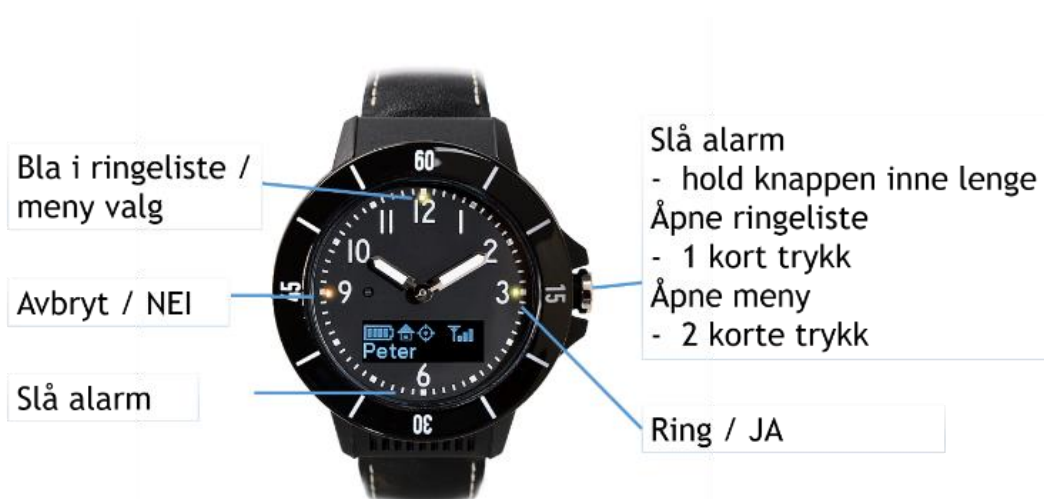 Bla i ringeliste /
meny valg
Avbryt / NEI
Slå alarm
60
12
11
1
10
2
45
9
3
15
Peter
6
30
Slå alarm
- hold knappen inne lenge
Åpne ringeliste
- 1 kort trykk
Åpne meny
- 2 korte trykk
Ring / JA